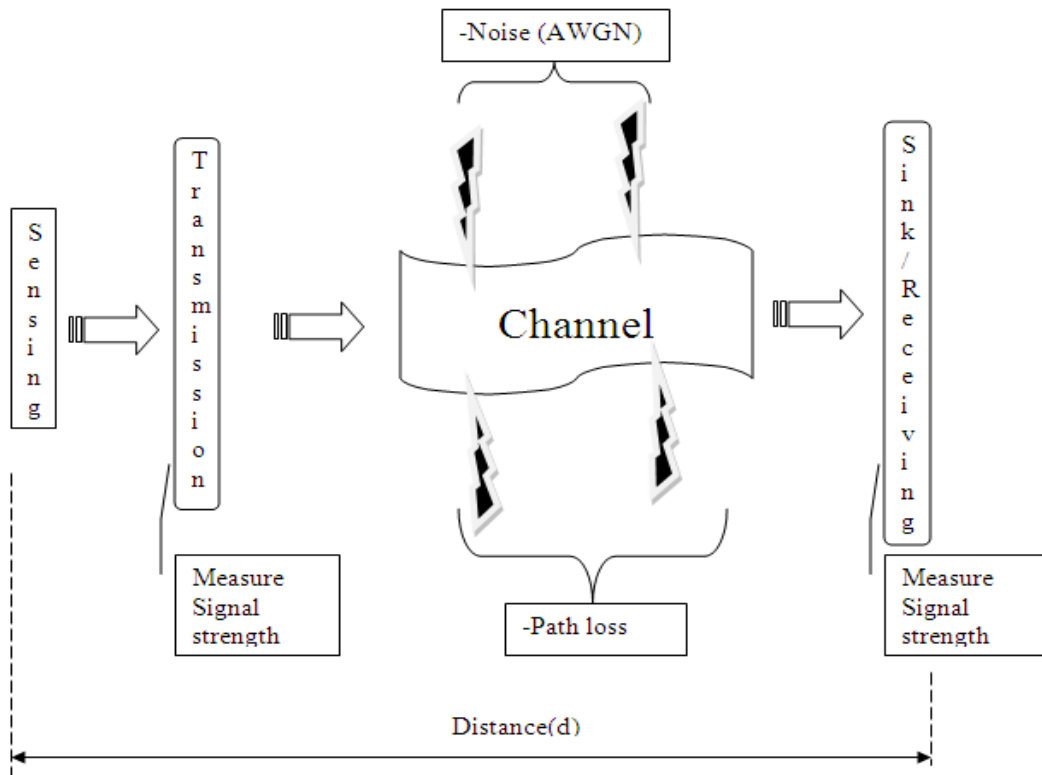 -Noise (AWGN)
Sensing
Transmission
Channel
Sink/Receiving
Measure
Signal
strength
-Path loss
Measure
Signal
strength
Distance(d)